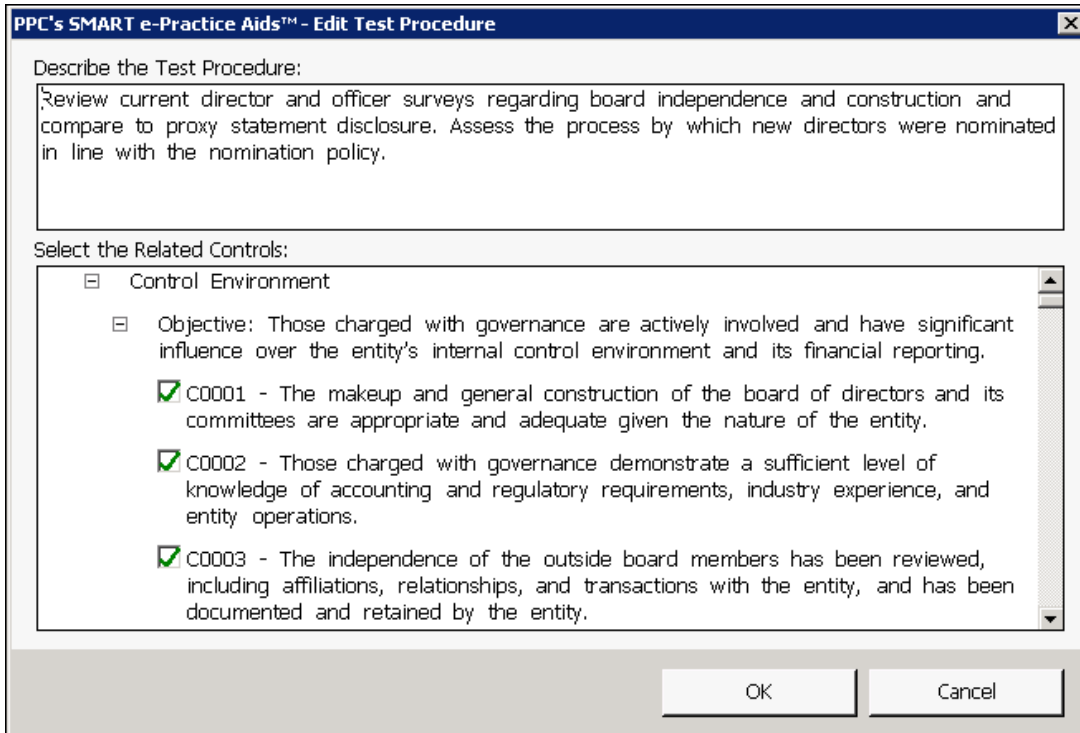 PPC's SMART e-Practice Aids™ - Edit Test Procedure
Describe the Test Procedure:
Review current director and officer surveys regarding board independence and construction and
compare to proxy statement disclosure. Assess the process by which new directors were nominated
in line with the nomination policy.
Select the Related Controls:
Control Environment
Objective: Those charged with governance are actively involved and have significant
influence over the entity's internal control environment and its financial reporting.
C0001 - The makeup and general construction of the board of directors and its
committees are appropriate and adequate given the nature of the entity.
C0002 - Those charged with governance demonstrate a sufficient level of
knowledge of accounting and regulatory requirements, industry experience, and
entity operations.
C0003 - The independence of the outside board members has been reviewed,
including affiliations, relationships, and transactions with the entity, and has been
documented and retained by the entity.
OK
Cancel